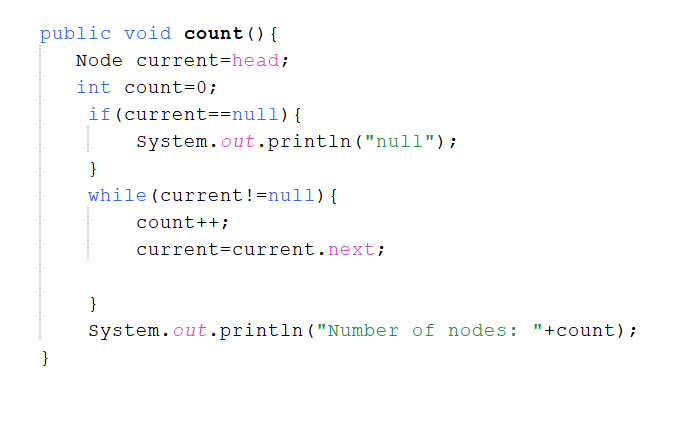 public void count(){
Node current=head;
int count=0;
if(current==null){
System.out.println("null");
}
while(current!=null){
count++;
current=current.next;
}
System.out.println("Number of nodes: "+count);
}